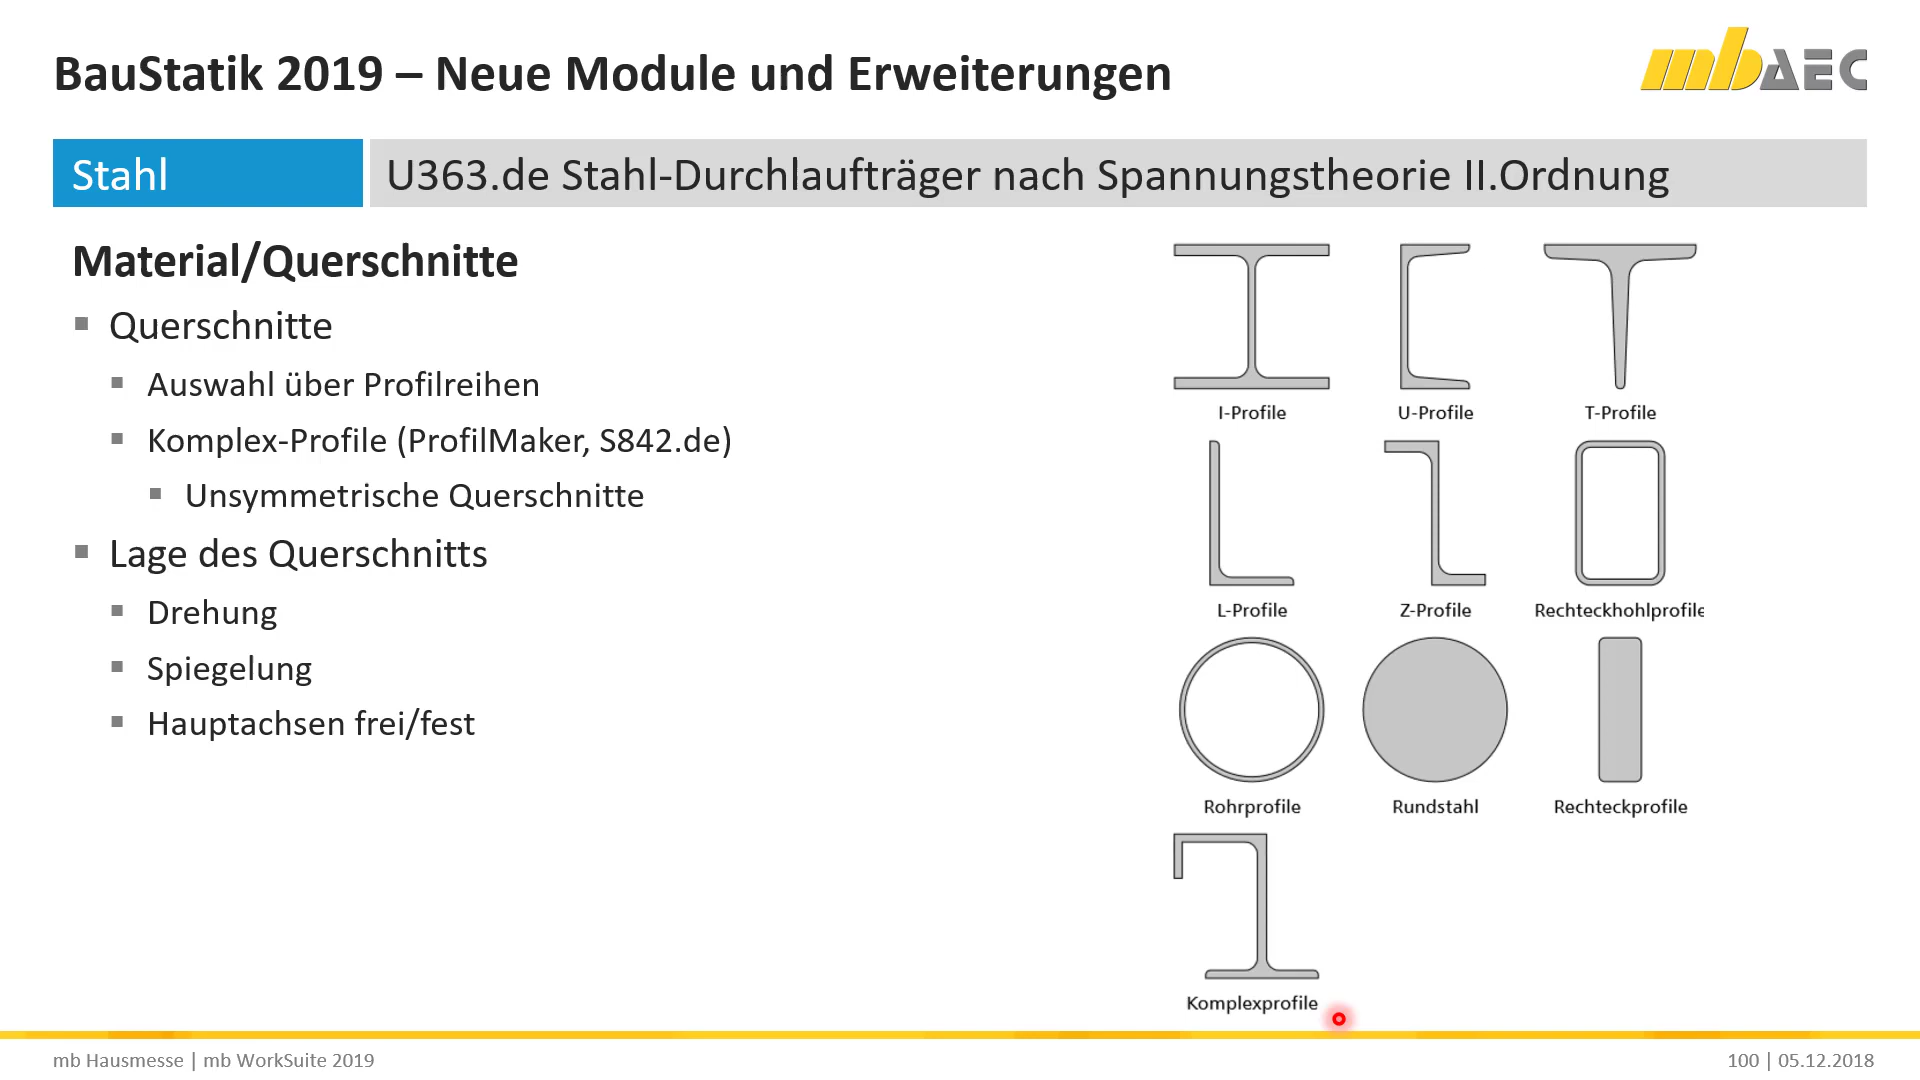 BauStatik 2019 – Neue Module und Erweiterungen
mbAEC
Stahl
U363.de Stahl-Durchlaufträger nach Spannungstheorie II.Ordnung
Material/Querschnitte
Querschnitte
Auswahl über Profilreihen
Komplex-Profile (ProfilMaker, S842.de)
Unsymmetrische Querschnitte
Lage des Querschnitts
Drehung
Spiegelung
Hauptachsen frei/fest
I-Profile
U-Profile
T-Profile
L-Profile
Z-Profile
Rechteckhohlprofile
Rohrprofile
Rundstahl
Rechteckprofile
Komplexprofile
mb Hausmesse | mb WorkSuite 2019
100 | 05.12.2018